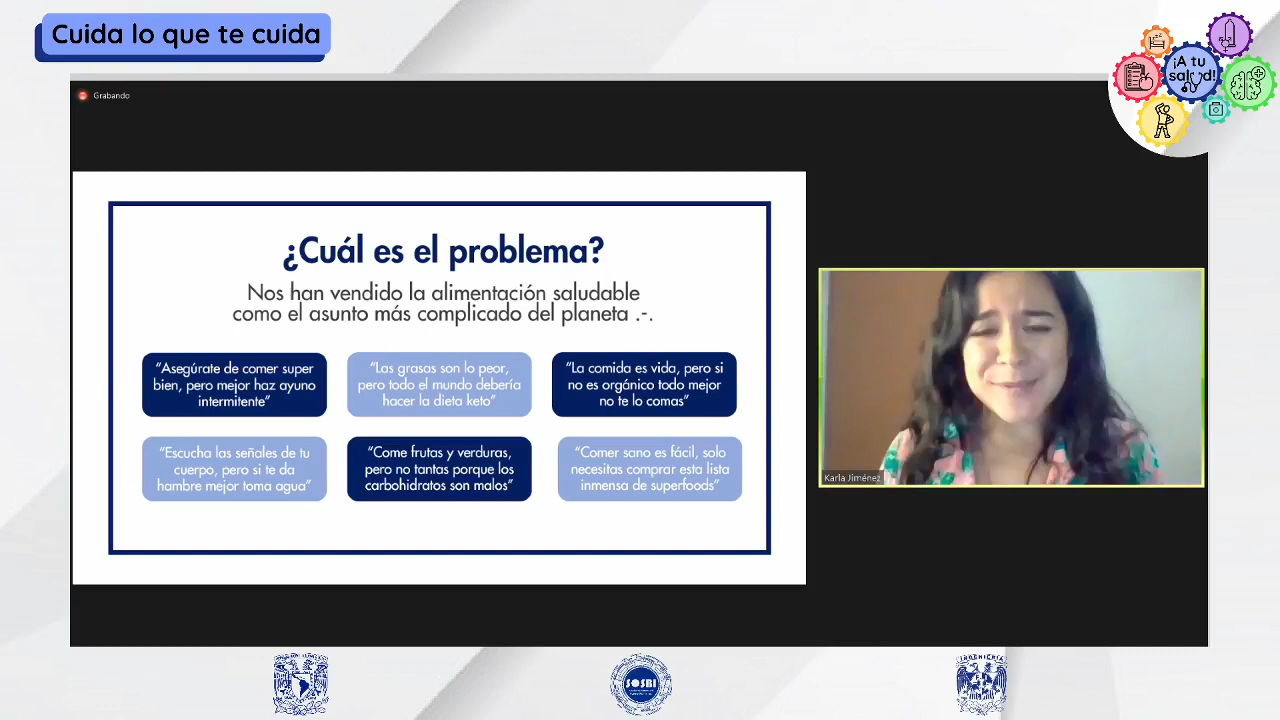 Cuida lo que te cuida
¡A tu
salud!
Grabando
¿Cuál es el problema?
Nos han vendido la alimentación saludable
como el asunto más complicado del planeta .-.
“Asegúrate de comer super
bien, pero mejor haz ayuno
intermitente”
“Las grasas son lo peor,
pero todo el mundo debería
hacer la dieta keto”
“La comida es vida, pero si
no es orgánico todo mejor
no te lo comas”
“Escucha las señales de tu
cuerpo, pero si te da
hambre mejor toma agua”
“Come frutas y verduras,
pero no tantas porque los
carbohidratos son malos”
“Comer sano es fácil, solo
necesitas comprar esta lista
inmensa de superfoods”
Karla Jiménez
SOSBI
INGENIERIA